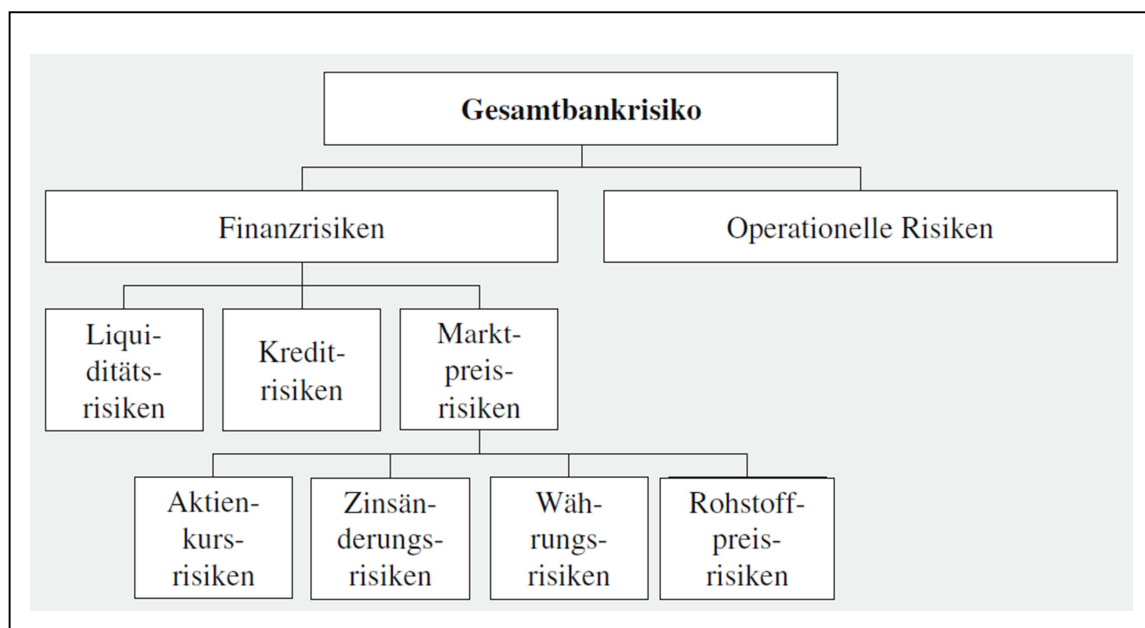 Gesamtbankrisiko
Finanzrisiken
Operationelle Risiken
Liqui-
ditäts-
risiken
Kredit-
risiken
Markt-
preis-
risiken
Aktien-
kurs-
risiken
Zinsän-
derungs-
risiken
Wäh-
rungs-
risiken
Rohstoff-
preis-
risiken